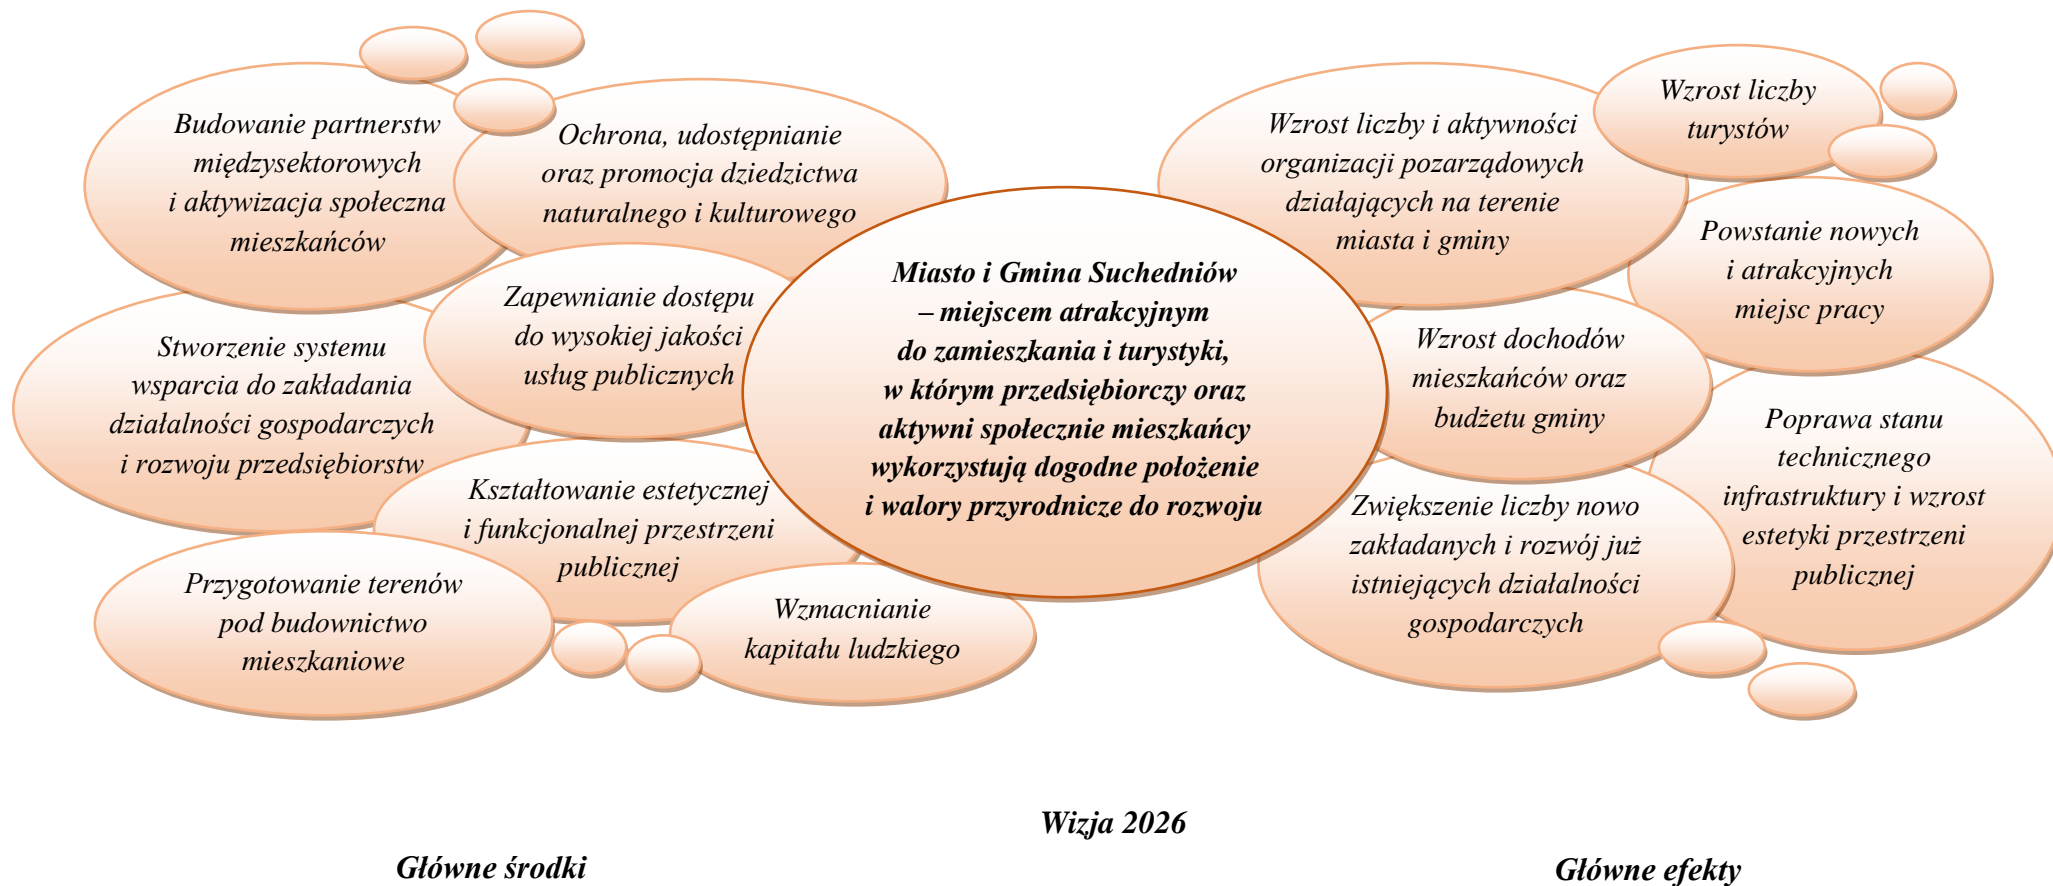 Budowanie partnerstw
międzysektorowych
i aktywizacja społeczna
mieszkańców
Ochrona, udostępnianie
oraz promocja dziedzictwa
naturalnego i kulturowego
Stworzenie systemu
wsparcia do zakładania
działalności gospodarczych
i rozwoju przedsiębiorstw
Zapewnianie dostępu
do wysokiej jakości
usług publicznych
Kształtowanie estetycznej
i funkcjonalnej przestrzeni
publicznej
Przygotowanie terenów
pod budownictwo
mieszkaniowe
Wzmacnianie
kapitału ludzkiego
Miasto i Gmina Suchedniów
– miejscem atrakcyjnym
do zamieszkania i turystyki,
w którym przedsiębiorczy oraz
aktywni społecznie mieszkańcy
wykorzystują dogodne położenie
i walory przyrodnicze do rozwoju
Wzrost liczby i aktywności
organizacji pozarządowych
działających na terenie
miasta i gminy
Wzrost liczby
turystów
Powstanie nowych
i atrakcyjnych
miejsc pracy
Wzrost dochodów
mieszkańców oraz
budżetu gminy
Poprawa stanu
technicznego
infrastruktury i wzrost
estetyki przestrzeni
publicznej
Zwiększenie liczby nowo
zakładanych i rozwój już
istniejących działalności
gospodarczych
Wizja 2026
Główne środki
Główne efekty